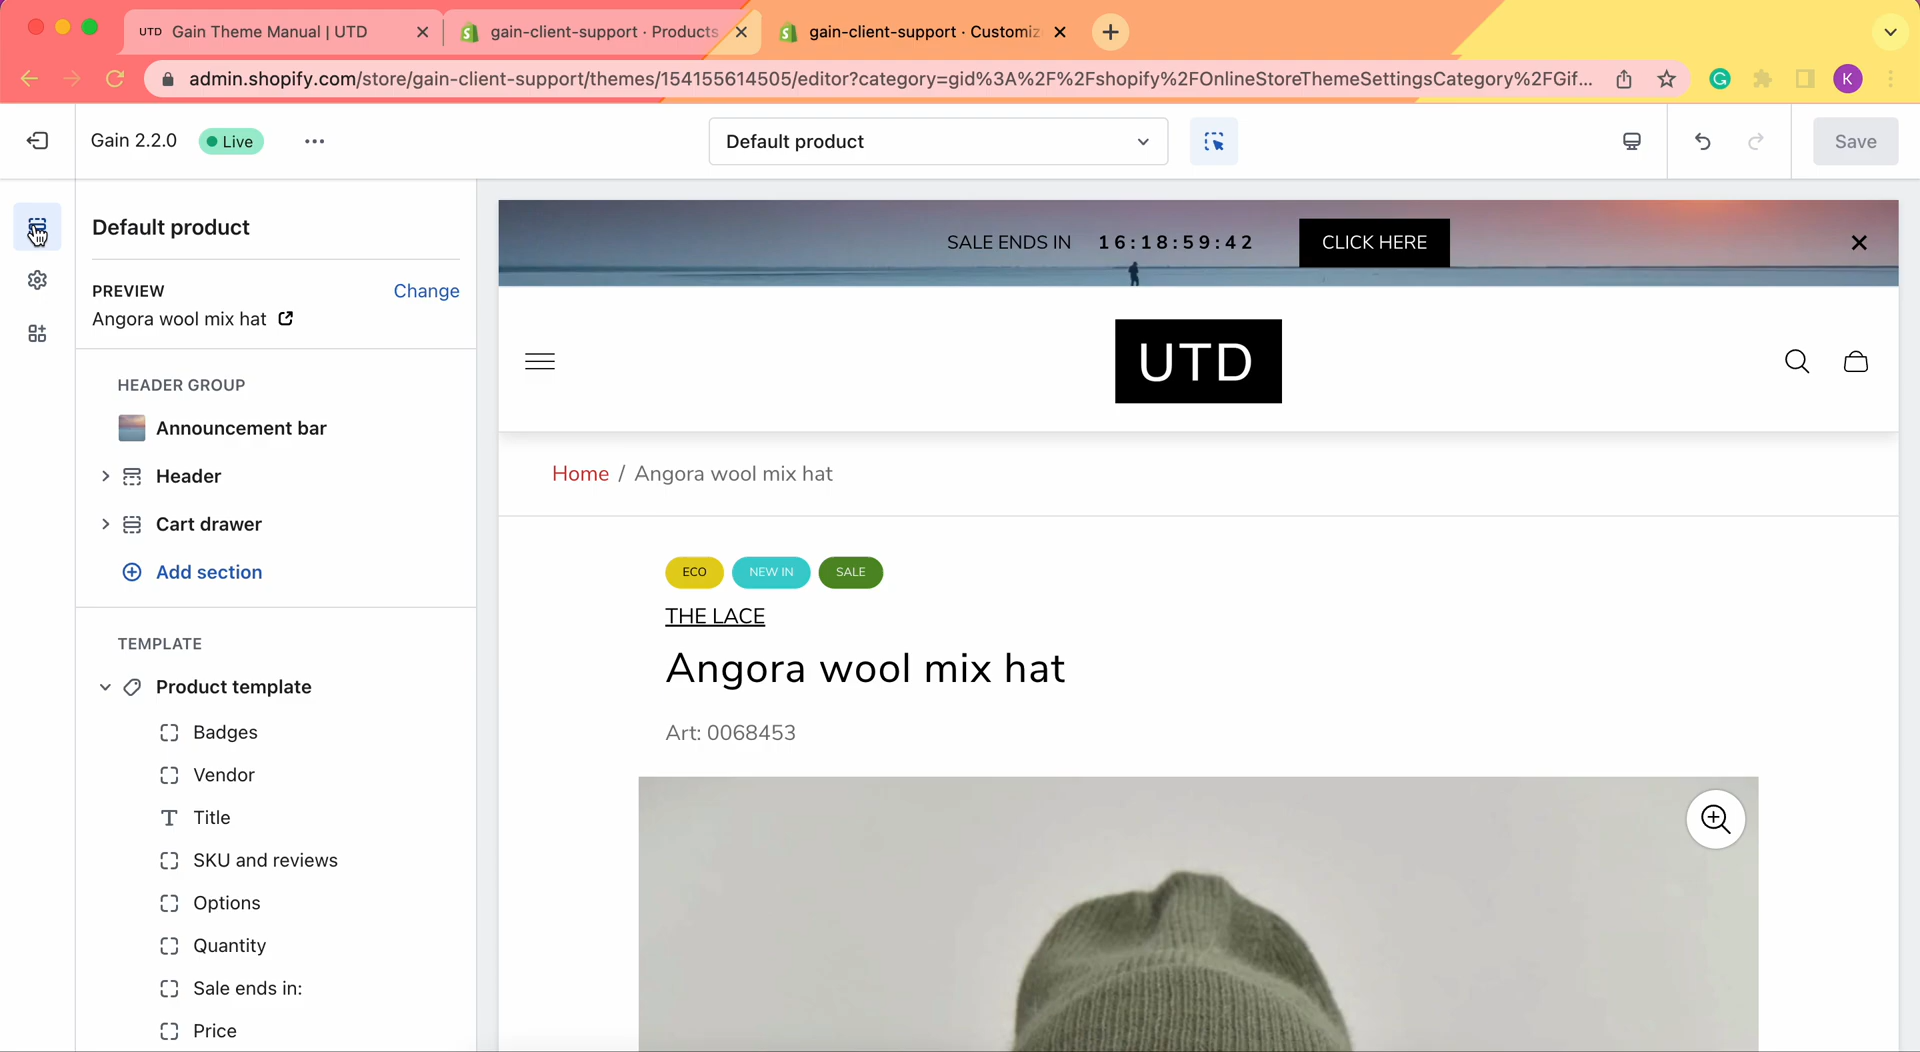 UTD Gain Theme Manual | UTD
gain-client-support · Products
gain-client-support · Customiz
admin.shopify.com/store/gain-client-support/themes/154155614505/editor?category=gid%3A%2F%2Fshopify%2FOnlineStoreThemeSettingsCategory%2FGif...
K
Gain 2.2.0
Live
Default product
Save
Default product
PREVIEW
Change
Angora wool mix hat
HEADER GROUP
Announcement bar
Header
Cart drawer
Add section
TEMPLATE
Product template
Badges
Vendor
Title
SKU and reviews
Options
Quantity
Sale ends in:
Price
SALE ENDS IN 16:18:59:42
CLICK HERE
UTD
Home / Angora wool mix hat
ECO
NEW IN
SALE
THE LACE
Angora wool mix hat
Art: 0068453